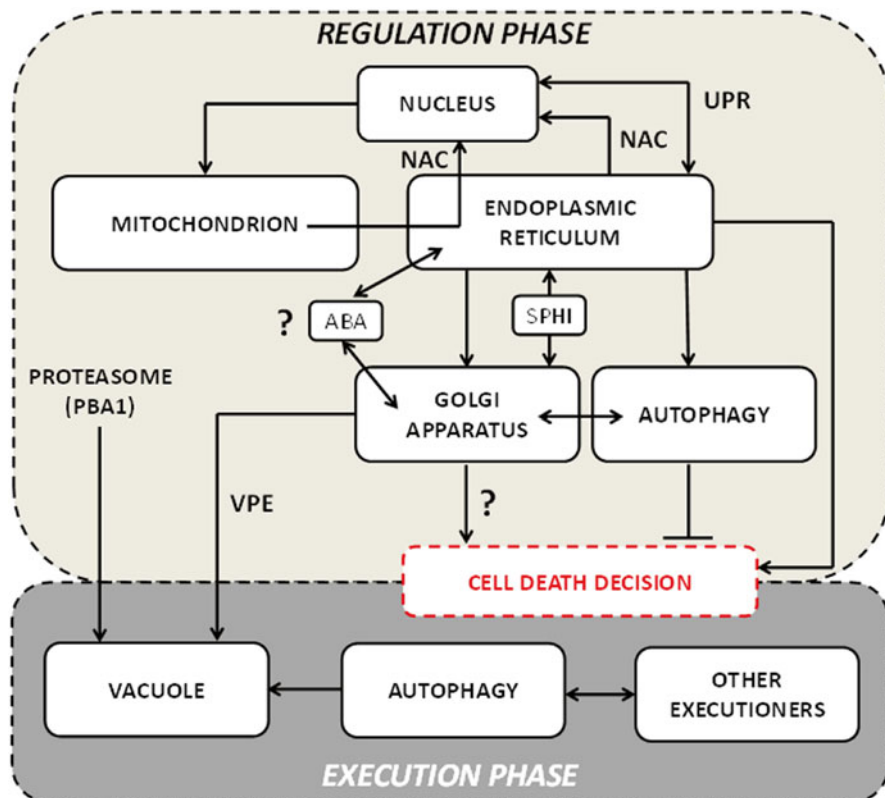 REGULATION PHASE
NUCLEUS
UPR
NAC
NAC
MITOCHONDRION
ENDOPLASMIC
RETICULUM
?
ABA
SPHI
PROTEASOME
(PBA1)
GOLGI
APPARATUS
AUTOPHAGY
VPE
?
CELL DEATH DECISION
VACUOLE
AUTOPHAGY
OTHER
EXECUTIONERS
EXECUTION PHASE